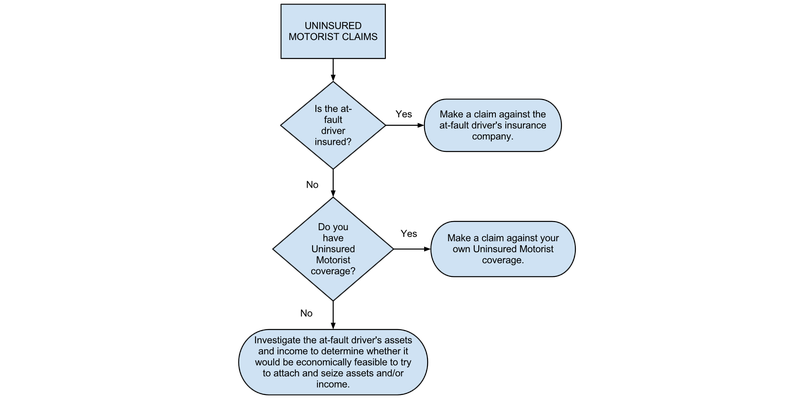 UNINSURED
MOTORIST CLAIMS
Is the at-
fault
driver
insured?
Yes
Make a claim against the
at-fault driver's insurance
company.
No
Do you
have
Uninsured
Motorist
coverage?
Yes
Make a claim against your
own Uninsured Motorist
coverage.
No
Investigate the at-fault driver's assets
and income to determine whether it
would be economically feasible to try
to attach and seize assets and/or
income.